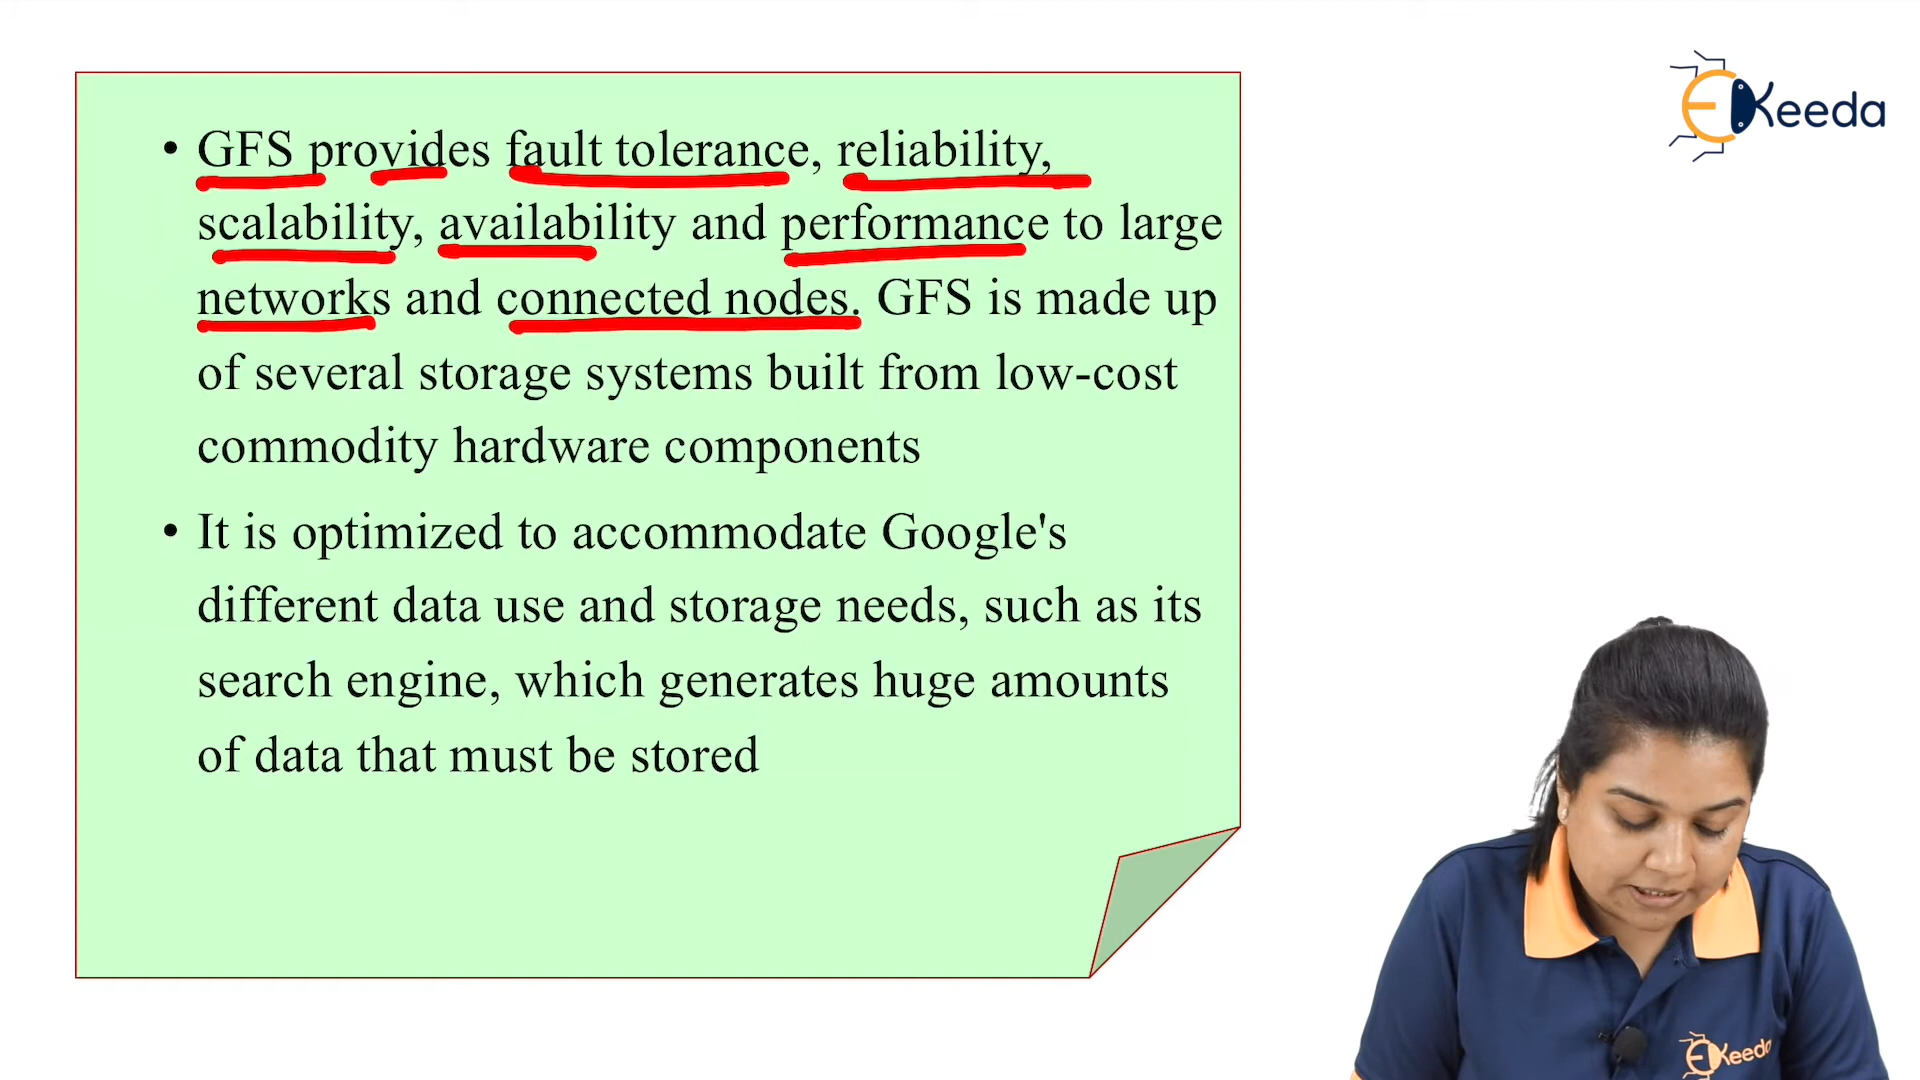 EKeeda
• GFS provides fault tolerance, reliability,
scalability, availability and performance to large
networks and connected nodes. GFS is made up
of several storage systems built from low-cost
commodity hardware components
• It is optimized to accommodate Google's
different data use and storage needs, such as its
search engine, which generates huge amounts
of data that must be stored
EKeeda